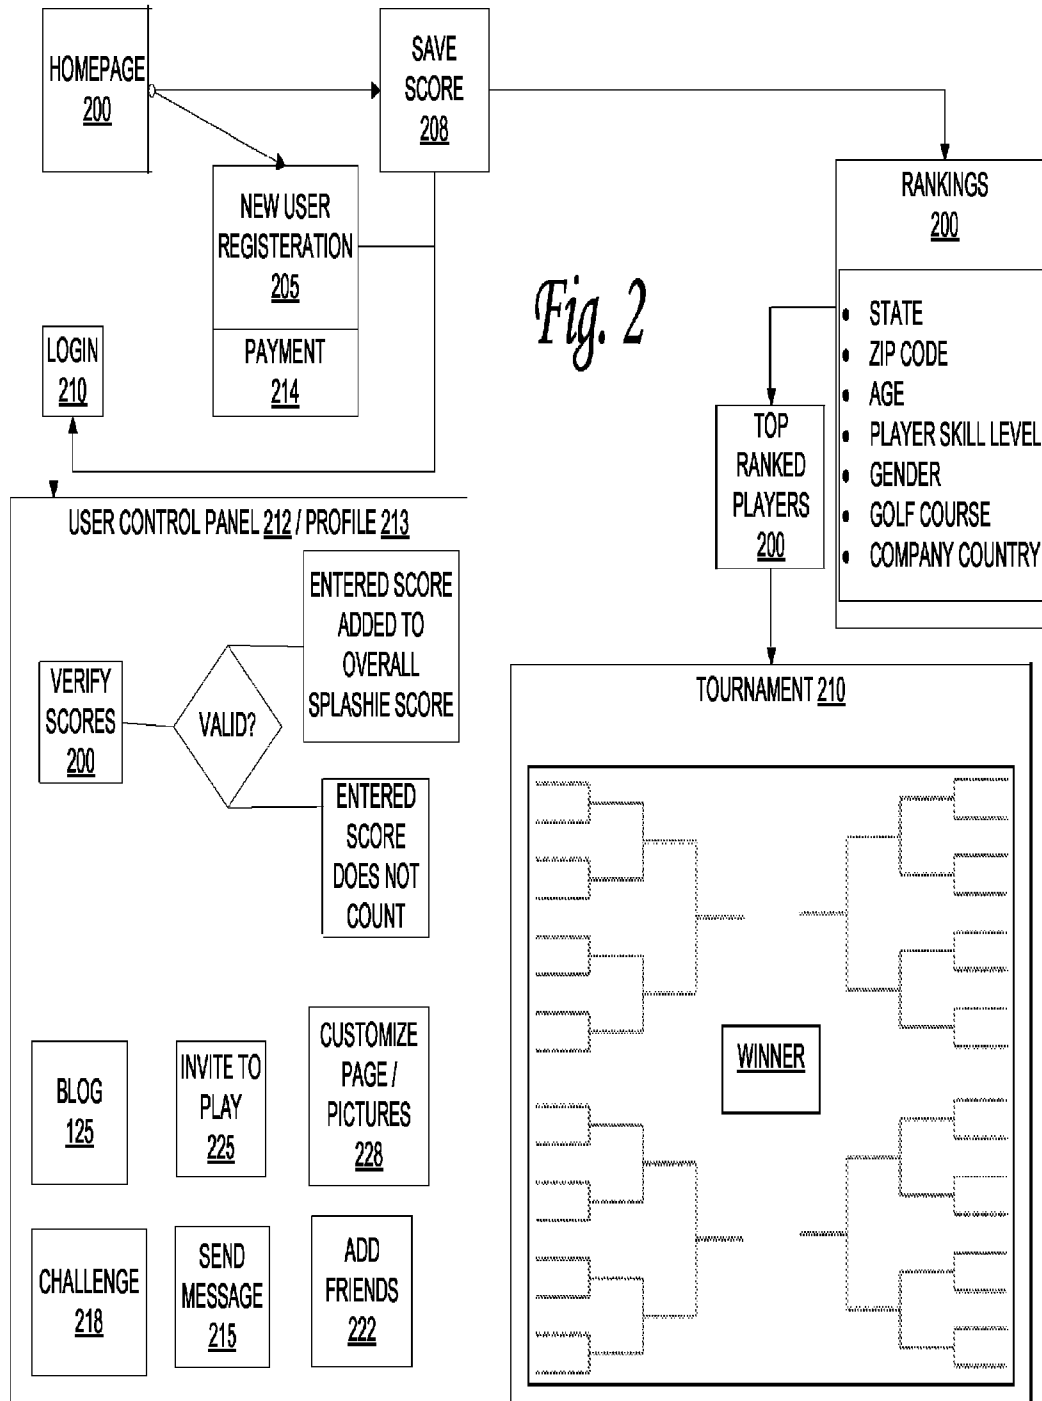 HOMEPAGE
200
SAVE
SCORE
208
NEW USER
REGISTERATION
205
PAYMENT
214
LOGIN
210
RANKINGS
200
• STATE
• ZIP CODE
• AGE
• PLAYER SKILL LEVEL
• GENDER
• GOLF COURSE
• COMPANY COUNTRY
Fig. 2
TOP
RANKED
PLAYERS
200
USER CONTROL PANEL 212 / PROFILE 213
ENTERED SCORE
ADDED TO
OVERALL
SPLASHIE SCORE
VERIFY
SCORES
200
VALID?
ENTERED
SCORE
DOES NOT
COUNT
BLOG
125
INVITE TO
PLAY
225
CUSTOMIZE
PAGE /
PICTURES
228
CHALLENGE
218
SEND
MESSAGE
215
ADD
FRIENDS
222
TOURNAMENT 210
WINNER